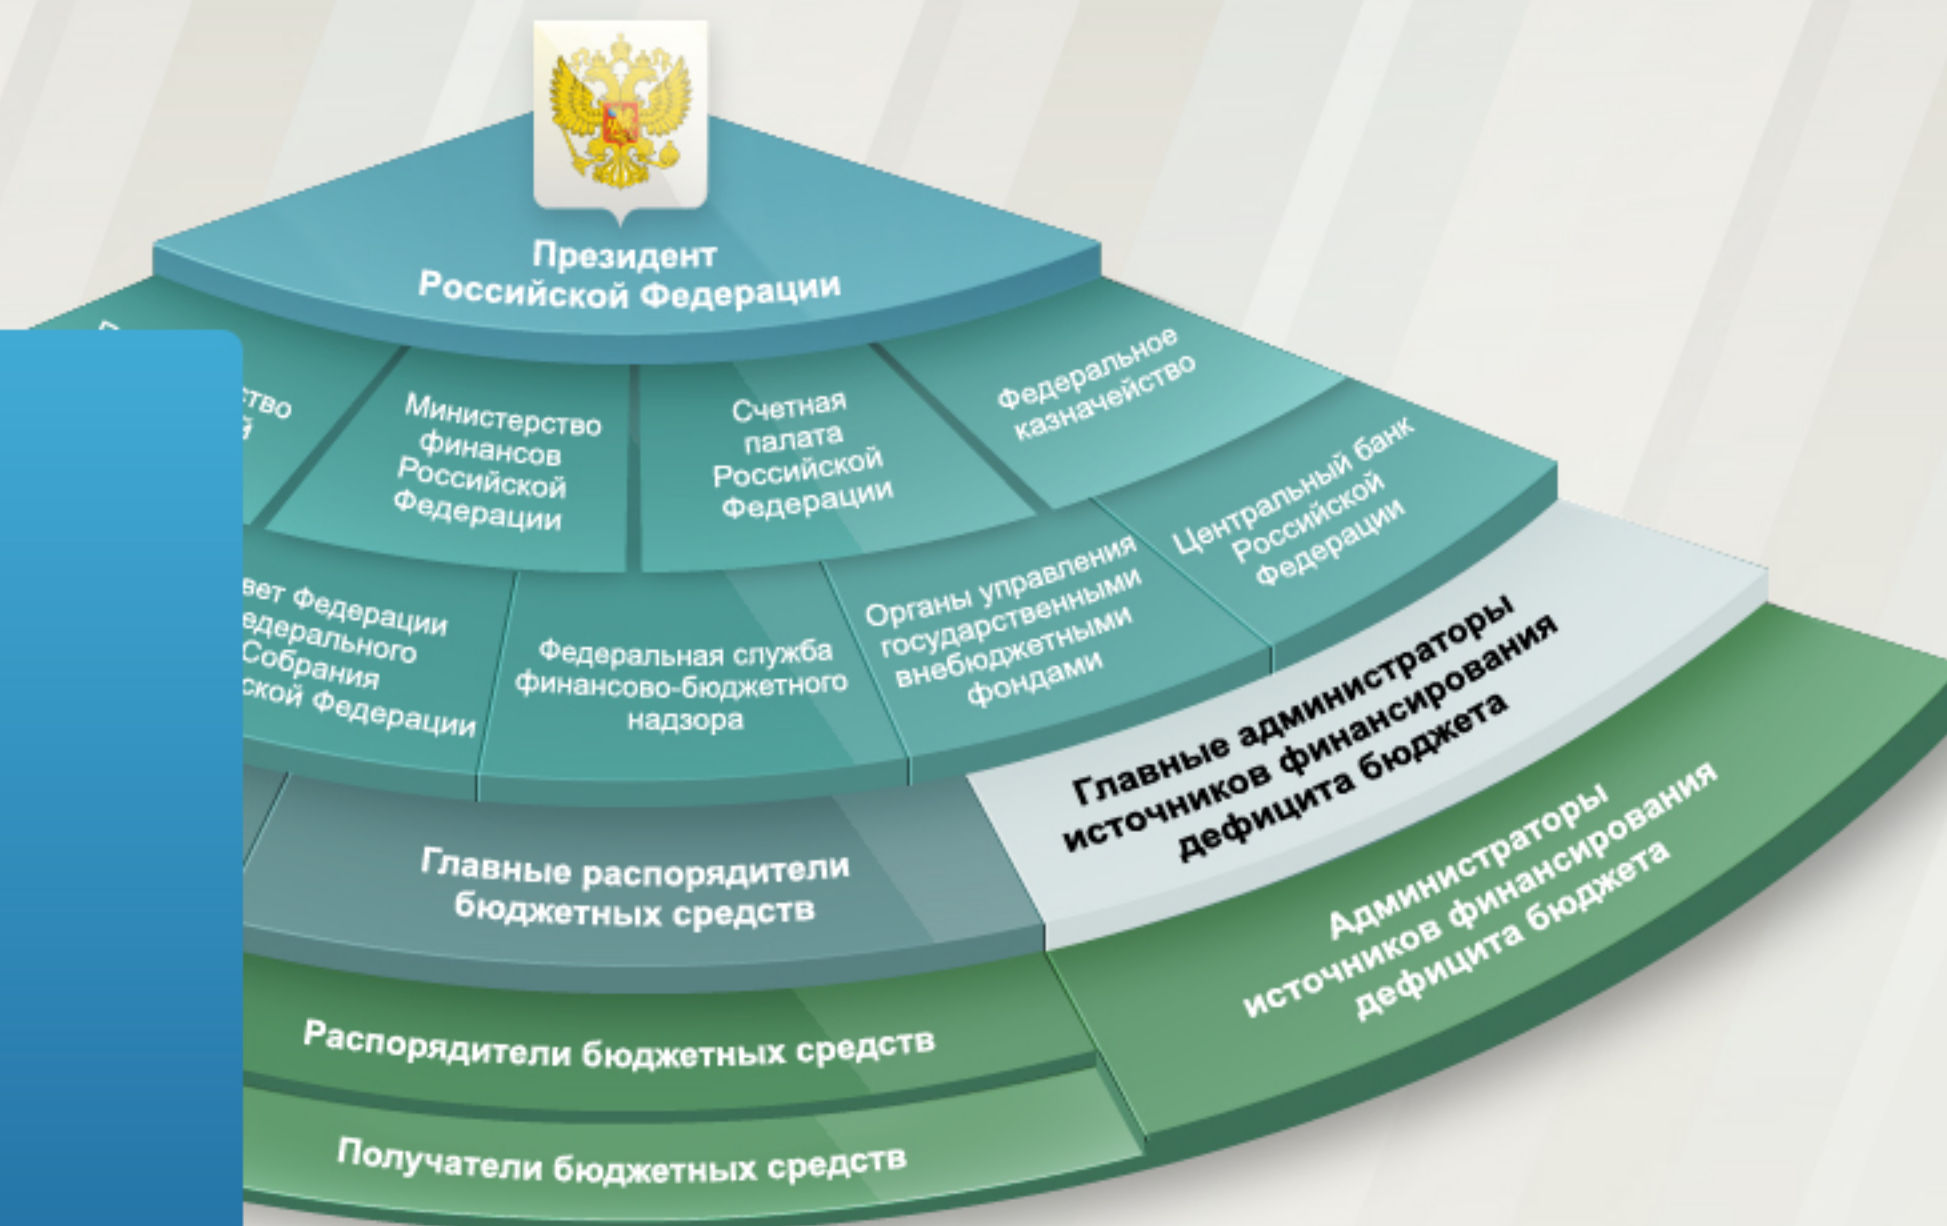 Президент
Российской Федерации
Министерство
финансов
Российской
Федерации
Счетная
палата
Российской
Федерации
Федеральное
казначейство
Федерации
Собрания
Федерации
Федеральная служба
финансово-бюджетного
надзора
Органы управления
государственными
внебюджетными
фондами
Центральный банк
Российской
Федерации
Главные распорядители
бюджетных средств
Главные администраторы
источников финансирования
дефицита бюджета
Распорядители бюджетных средств
Администраторы
источников финансирования
дефицита бюджета
Получатели бюджетных средств